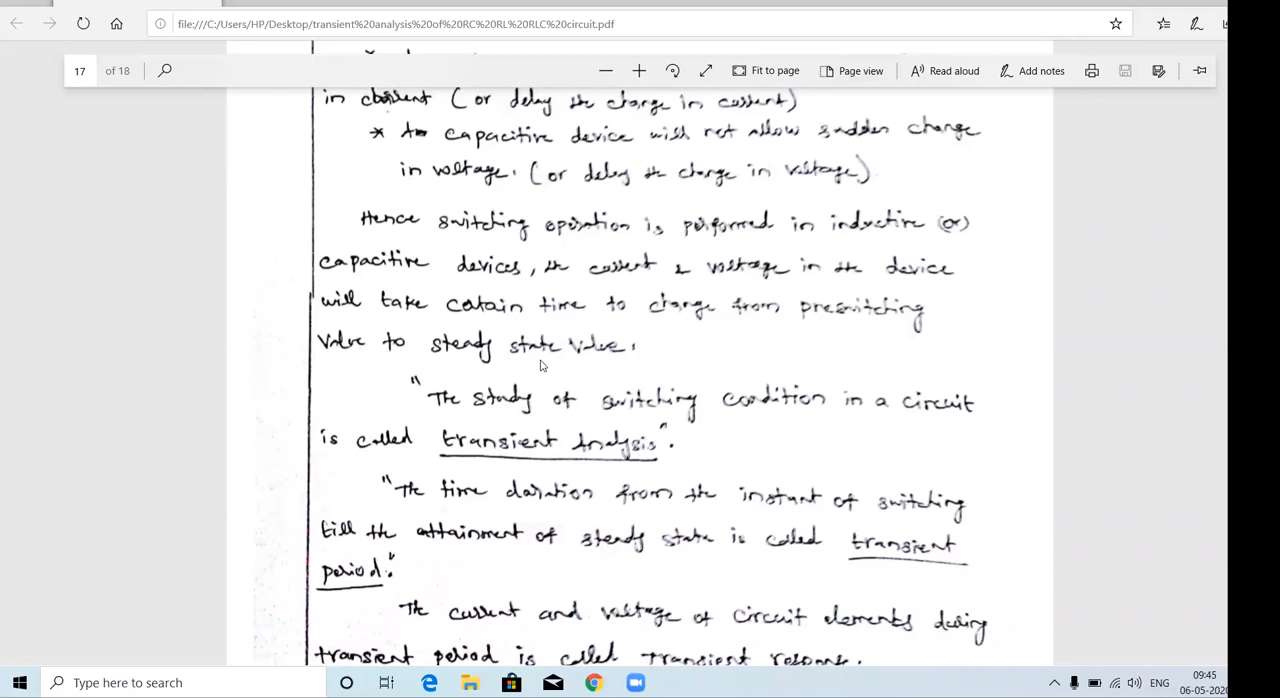 file:///C:/Users/HP/Desktop/transient%20analysis%20of%20RC%20RL%20RLC%20circuit.pdf
17 of 18 Fit to page Page view Read aloud Add notes
in current (or delay the change in current)
* A capacitive device will not allow sudden change
in voltage. (or delay the change in voltage)
Hence switching operation is performed in inductive (or)
capacitive devices, the current & voltage in the device
will take certain time to change from preswitching
value to steady state value.
"The study of switching condition in a circuit
is called transient Analysis".
"The time duration from the instant of switching
till the attainment of steady state is called transient
period."
The current and voltage of circuit elements during
transient period is called transient response.
Type here to search
ENG
09:45
06-05-2020